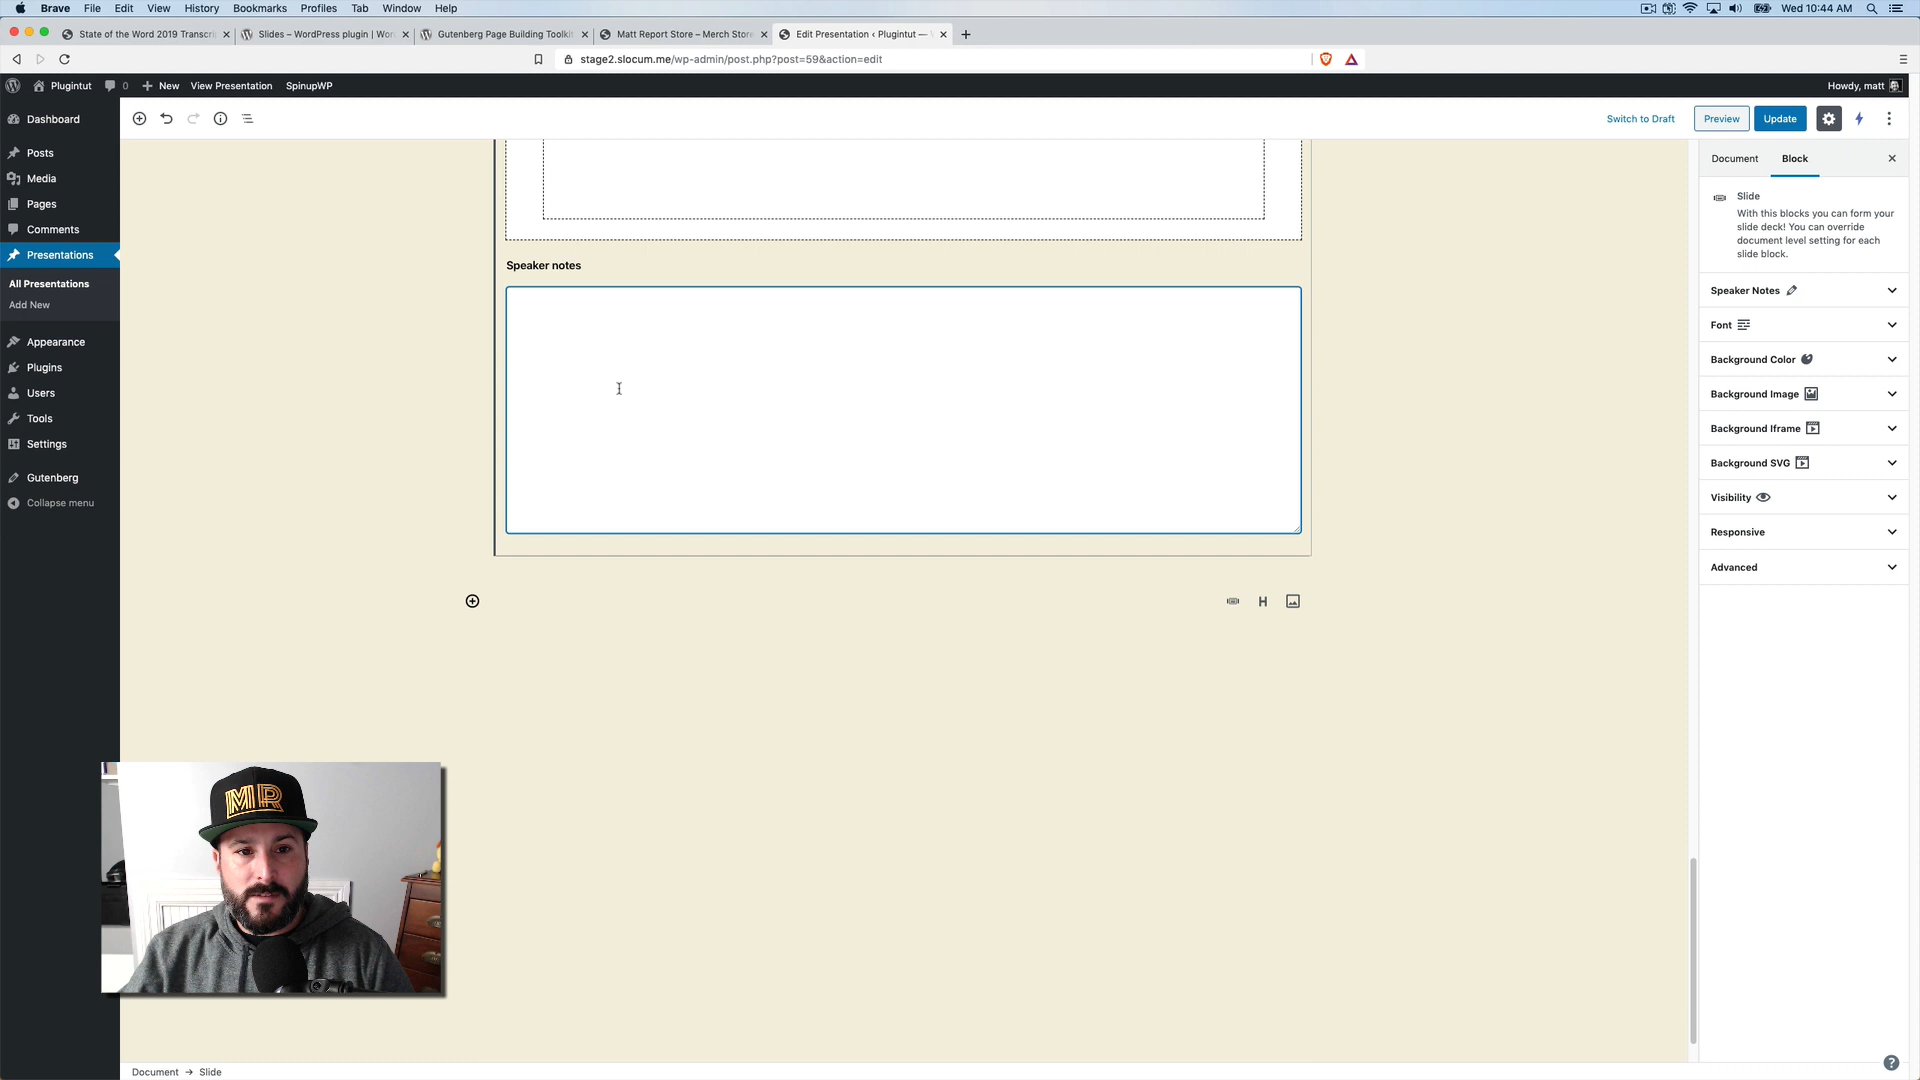 Brave File Edit View History Bookmarks Profiles Tab Window Help Wed 10:44 AM
State of the Word 2019 Transcri Slides – WordPress plugin | Wor Gutenberg Page Building Toolkit Matt Report Store – Merch Store Edit Presentation ‹ Plugintut —
stage2.slocum.me/wp-admin/post.php?post=59&action=edit
Plugintut 0 New View Presentation SpinupWP Howdy, matt
Switch to Draft Preview Update
Dashboard
Posts
Media
Pages
Comments
Presentations
All Presentations
Add New
Appearance
Plugins
Users
Tools
Settings
Gutenberg
Collapse menu
Speaker notes
H
Document Block
Slide
With this blocks you can form your
slide deck! You can override
document level setting for each
slide block.
Speaker Notes
Font
Background Color
Background Image
Background Iframe
Background SVG
Visibility
Responsive
Advanced
MR
Document → Slide